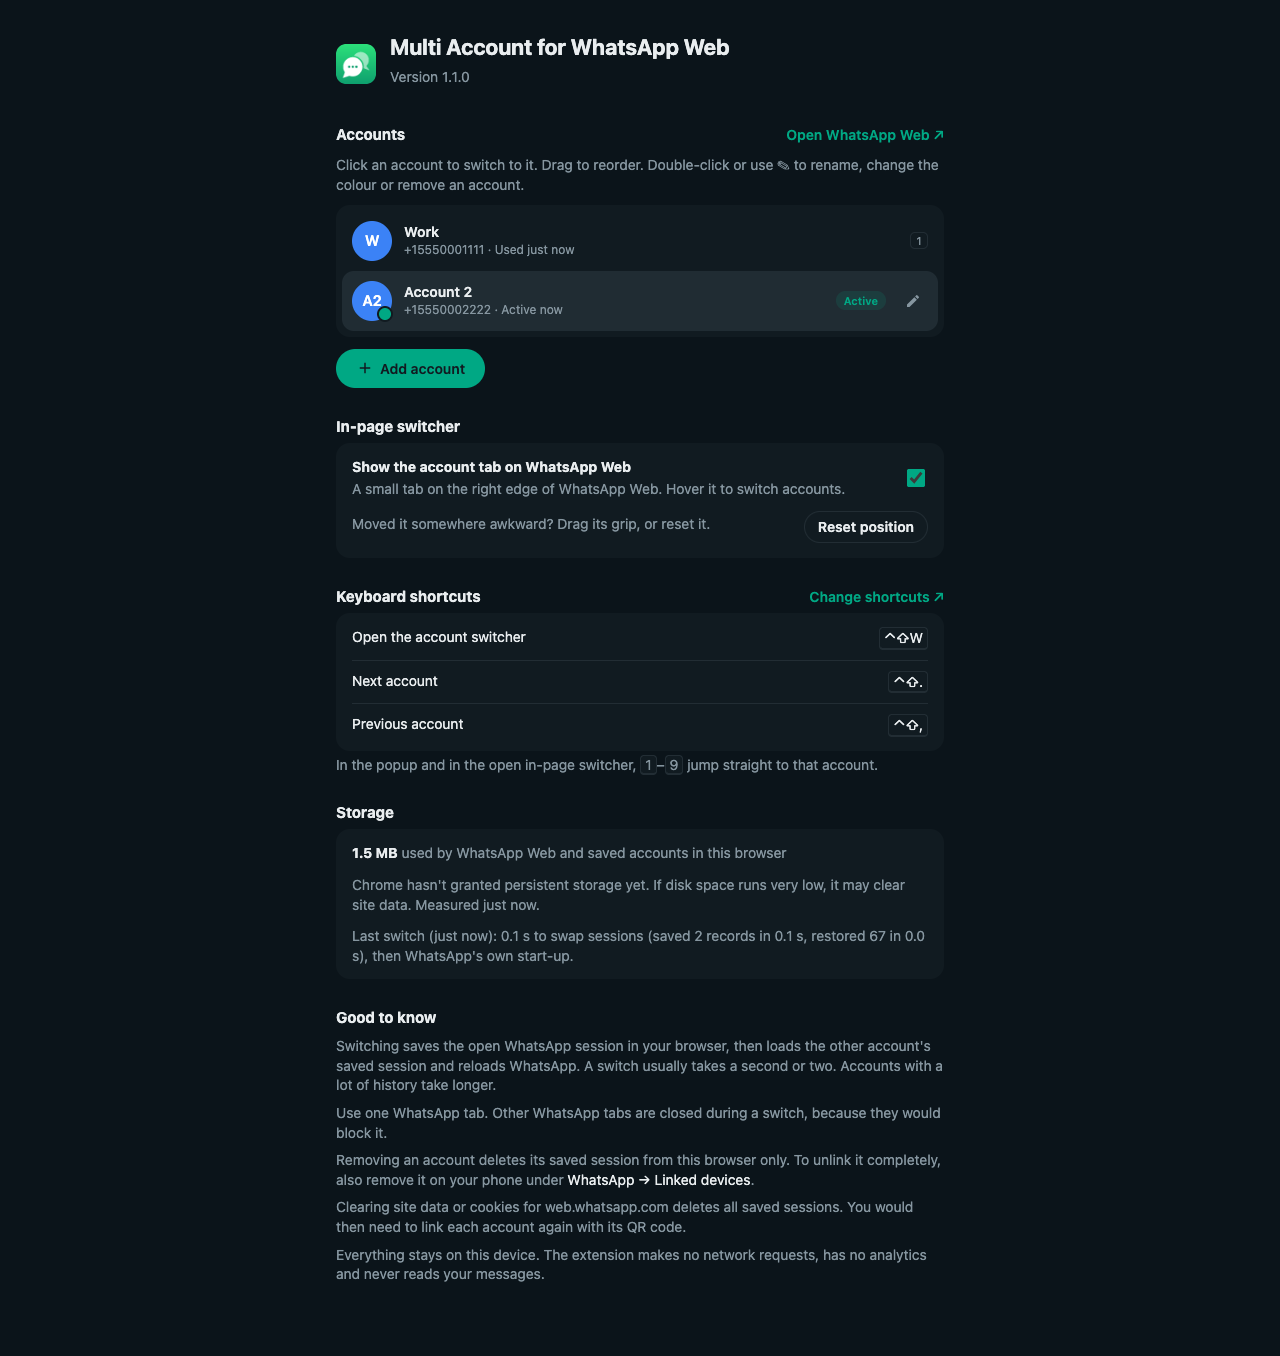 Multi Account for WhatsApp Web
Version 1.1.0
Accounts
Open WhatsApp Web ↗
Click an account to switch to it. Drag to reorder. Double-click or use ✎ to rename, change the
colour or remove an account.
W
Work
+15550001111 · Used just now
1
A2
Account 2
+15550002222 · Active now
Active
+ Add account
In-page switcher
Show the account tab on WhatsApp Web
A small tab on the right edge of WhatsApp Web. Hover it to switch accounts.
Moved it somewhere awkward? Drag its grip, or reset it.
Reset position
Keyboard shortcuts
Change shortcuts ↗
Open the account switcher
^⇧W
Next account
^⇧.
Previous account
^⇧,
In the popup and in the open in-page switcher, 1–9 jump straight to that account.
Storage
1.5 MB used by WhatsApp Web and saved accounts in this browser
Chrome hasn't granted persistent storage yet. If disk space runs very low, it may clear
site data. Measured just now.
Last switch (just now): 0.1 s to swap sessions (saved 2 records in 0.1 s, restored 67 in 0.0
s), then WhatsApp's own start-up.
Good to know
Switching saves the open WhatsApp session in your browser, then loads the other account's
saved session and reloads WhatsApp. A switch usually takes a second or two. Accounts with a
lot of history take longer.
Use one WhatsApp tab. Other WhatsApp tabs are closed during a switch, because they would
block it.
Removing an account deletes its saved session from this browser only. To unlink it completely,
also remove it on your phone under WhatsApp → Linked devices.
Clearing site data or cookies for web.whatsapp.com deletes all saved sessions. You would
then need to link each account again with its QR code.
Everything stays on this device. The extension makes no network requests, has no analytics
and never reads your messages.